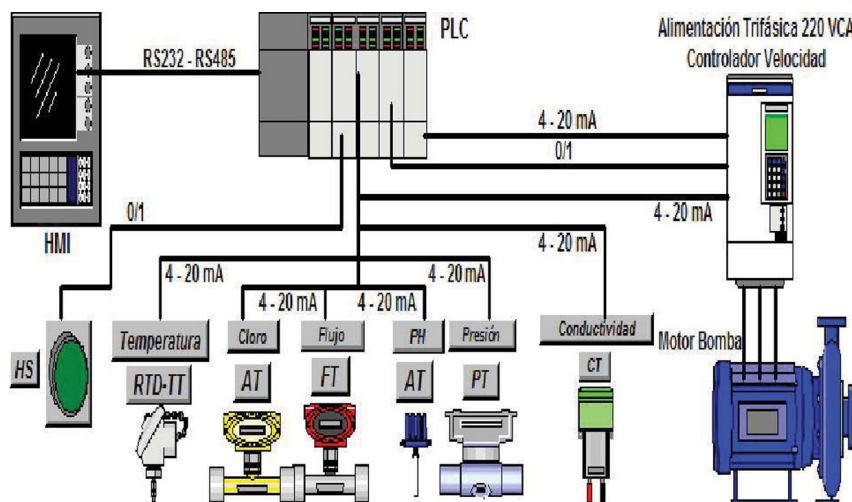 PLC
Alimentación Trifásica 220 VCA
Controlador Velocidad
RS232 - RS485
4 - 20 mA
0/1
4 - 20 mA
0/1
HMI
4 - 20 mA
4 - 20 mA
4 - 20 mA
4 - 20 mA
4 - 20 mA
Temperatura
Cloro
Flujo
PH
Presión
Conductividad
Motor Bomba
HS
RTD-TT
AT
FT
AT
PT
CT